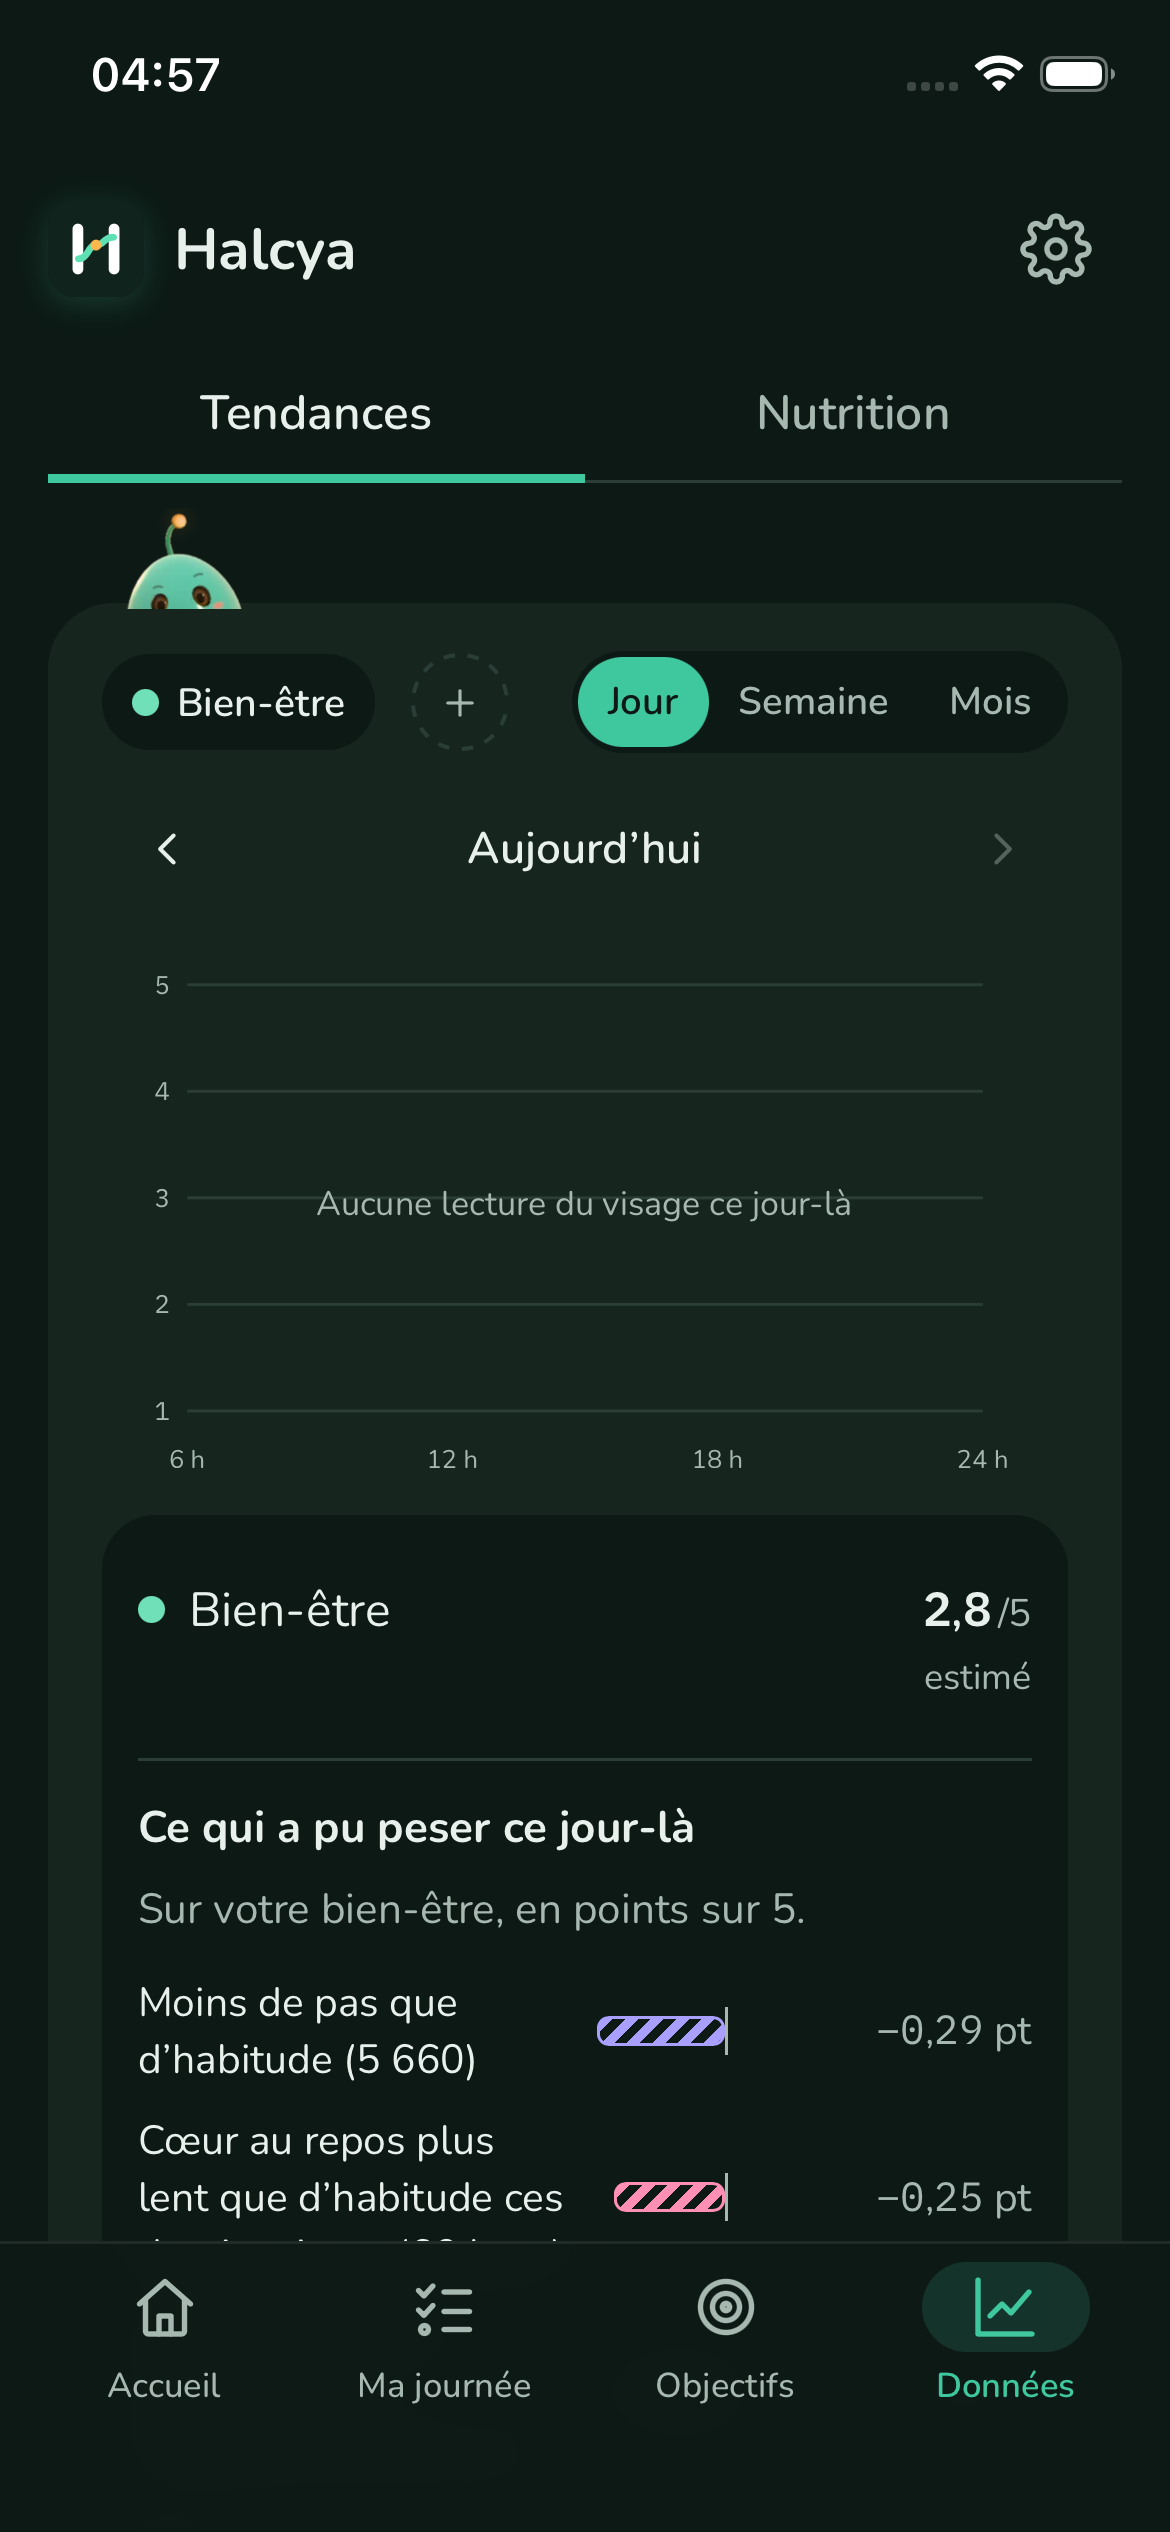 04:57
Halcya
Tendances
Nutrition
Bien-être
+
Jour
Semaine
Mois
Aujourd’hui
5
4
3
Aucune lecture du visage ce jour-là
2
1
6 h
12 h
18 h
24 h
Bien-être
2,8 /5
estimé
Ce qui a pu peser ce jour-là
Sur votre bien-être, en points sur 5.
Moins de pas que
d’habitude (5 660)
−0,29 pt
Cœur au repos plus
lent que d’habitude ces
−0,25 pt
Accueil
Ma journée
Objectifs
Données